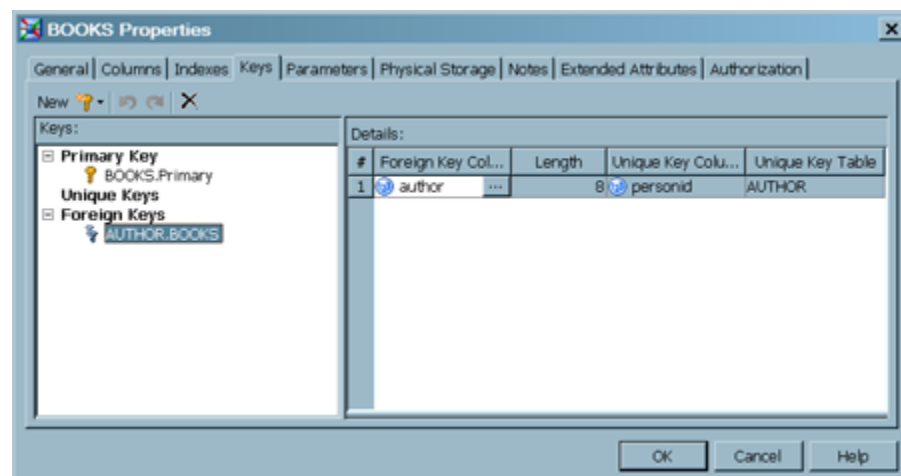 BOOKS Properties
General Columns Indexes Keys Parameters Physical Storage Notes Extended Attributes Authorization
New
Keys:
Primary Key
BOOKS.Primary
Unique Keys
Foreign Keys
AUTHOR.BOOKS
Details:
# Foreign Key Col... Length Unique Key Colu... Unique Key Table
1 author ... 8 personid AUTHOR
OK Cancel Help